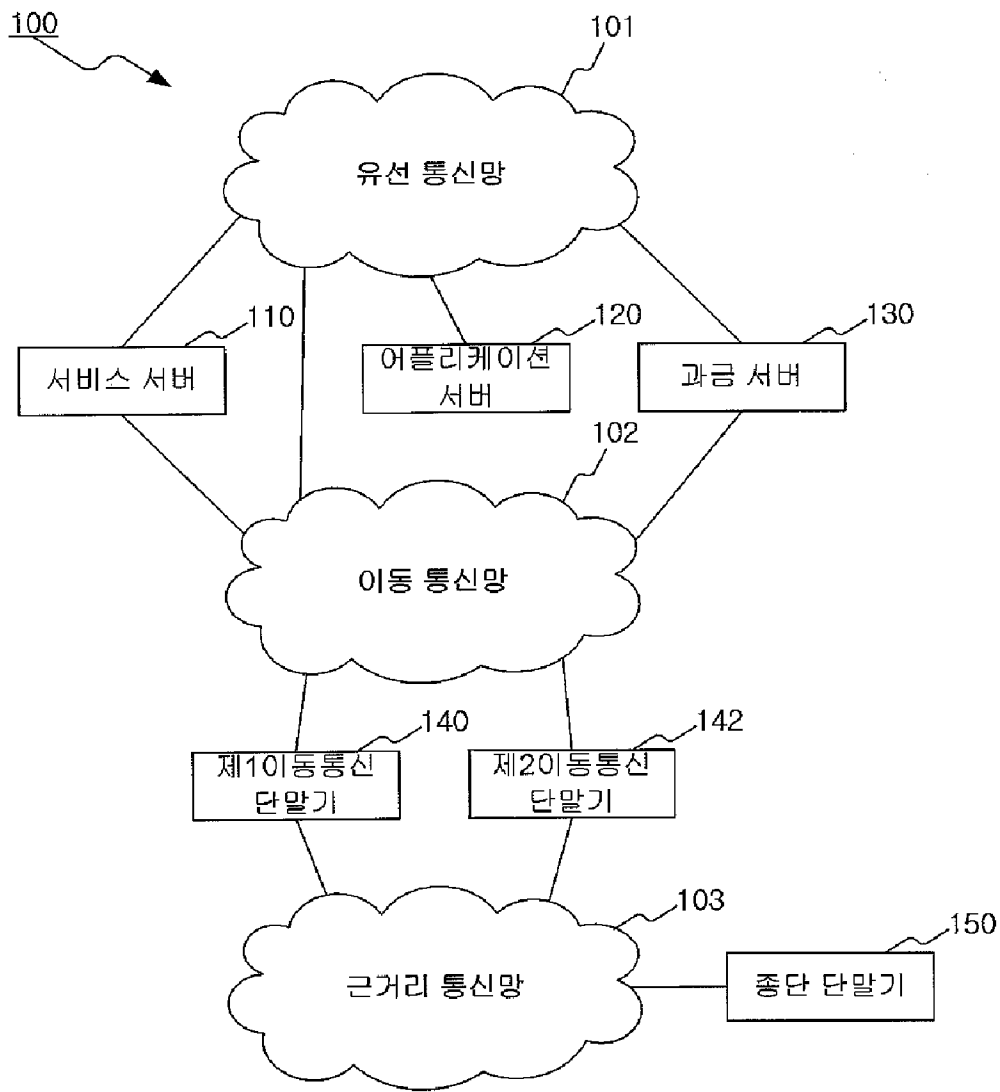 100
101
유선 통신망
110
120
130
서비스 서버
어플리케이션
서버
과금 서버
102
이동 통신망
140
142
제1이동통신
단말기
제2이동통신
단말기
103
150
근거리 통신망
종단 단말기